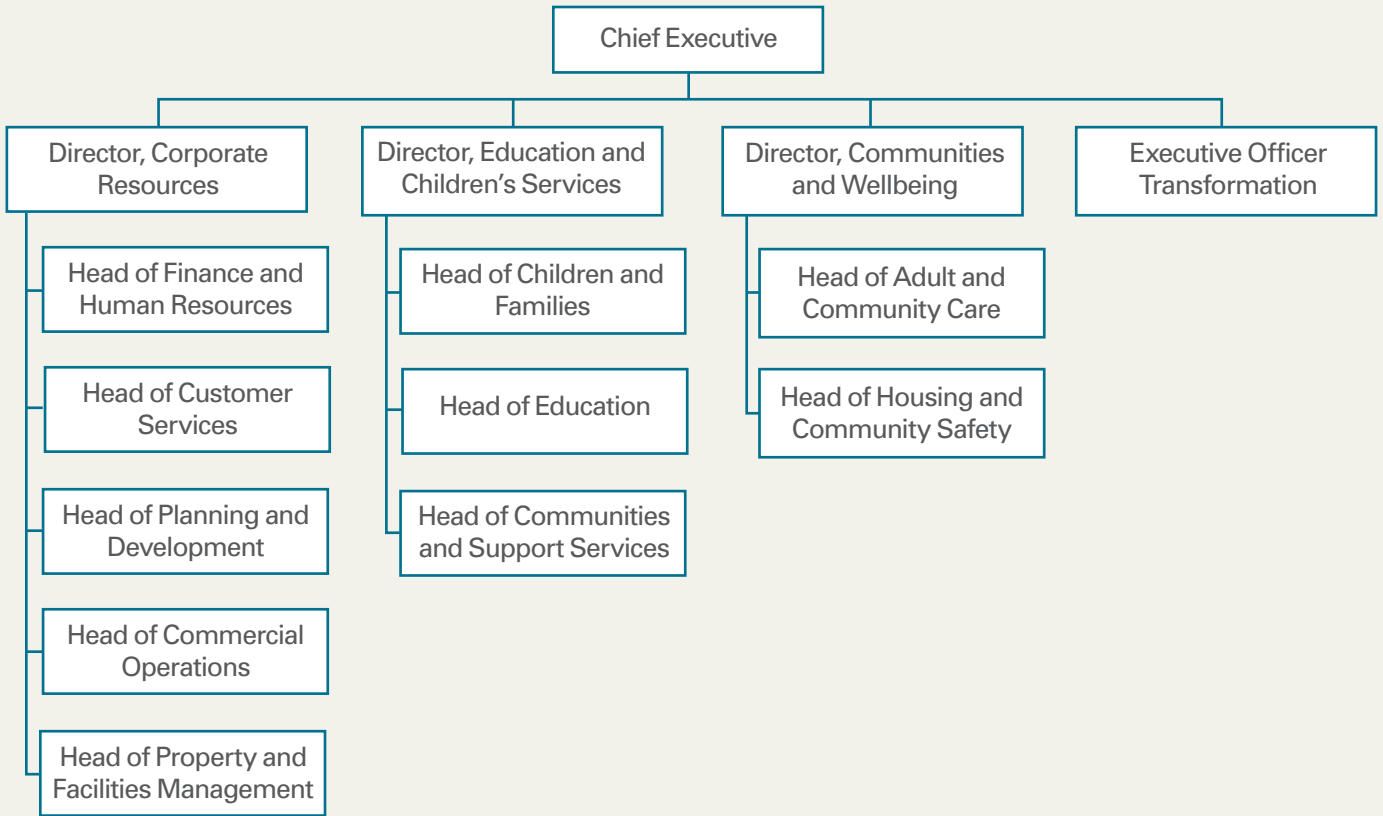 Chief Executive
Director, Corporate
Resources
Director, Education and
Children’s Services
Director, Communities
and Wellbeing
Executive Officer
Transformation
Head of Finance and
Human Resources
Head of Customer
Services
Head of Planning and
Development
Head of Commercial
Operations
Head of Property and
Facilities Management
Head of Children and
Families
Head of Education
Head of Communities
and Support Services
Head of Adult and
Community Care
Head of Housing and
Community Safety